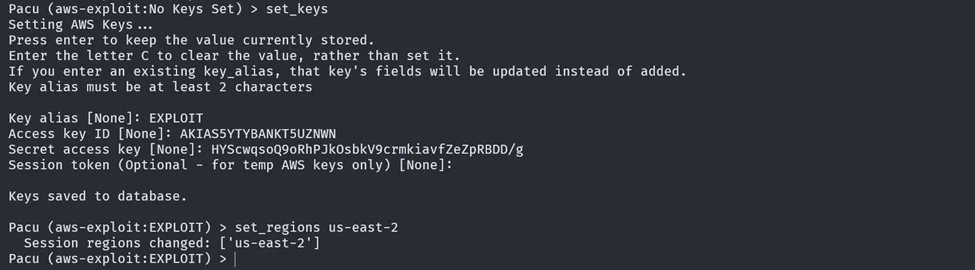 Pacu (aws-exploit:No Keys Set) > set_keys
Setting AWS Keys...
Press enter to keep the value currently stored.
Enter the letter C to clear the value, rather than set it.
If you enter an existing key_alias, that key's fields will be updated instead of added.
Key alias must be at least 2 characters
Key alias [None]: EXPLOIT
Access key ID [None]: AKIAS5YTYBANKT5UZNWN
Secret access key [None]: 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
Session token (Optional - for temp AWS keys only) [None]:
Keys saved to database.
Pacu (aws-exploit:EXPLOIT) > set_regions us-east-2
Session regions changed: ['us-east-2']
Pacu (aws-exploit:EXPLOIT) >